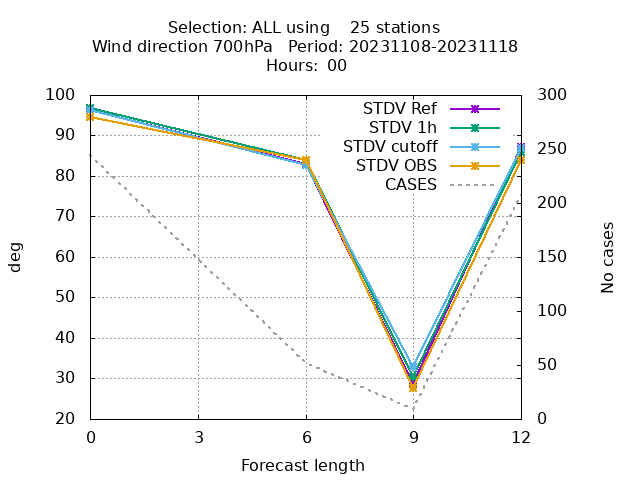 Selection: ALL using    25 stations
Wind direction 700hPa   Period: 20231108-20231118
Hours: 00
100
90
80
70
60
50
40
30
20
deg
300
250
200
150
100
50
0
No cases
STDV Ref
STDV 1h
STDV cutoff
STDV OBS
CASES
0
3
6
9
12
Forecast length